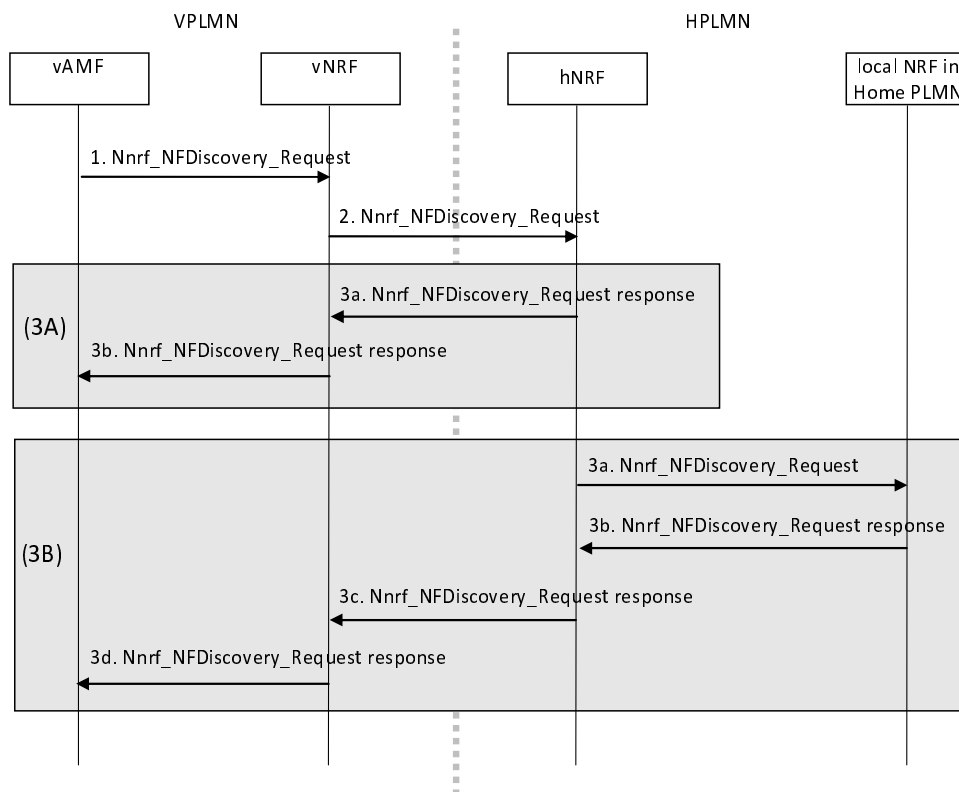 VPLMN
HPLMN
vAMF
vNRF
hNRF
local NRF in
Home PLMN
1. Nnrf_NFDiscovery_Request
2. Nnrf_NFDiscovery_Request
(3A)
3a. Nnrf_NFDiscovery_Request response
3b. Nnrf_NFDiscovery_Request response
(3B)
3a. Nnrf_NFDiscovery_Request
3b. Nnrf_NFDiscovery_Request response
3c. Nnrf_NFDiscovery_Request response
3d. Nnrf_NFDiscovery_Request response